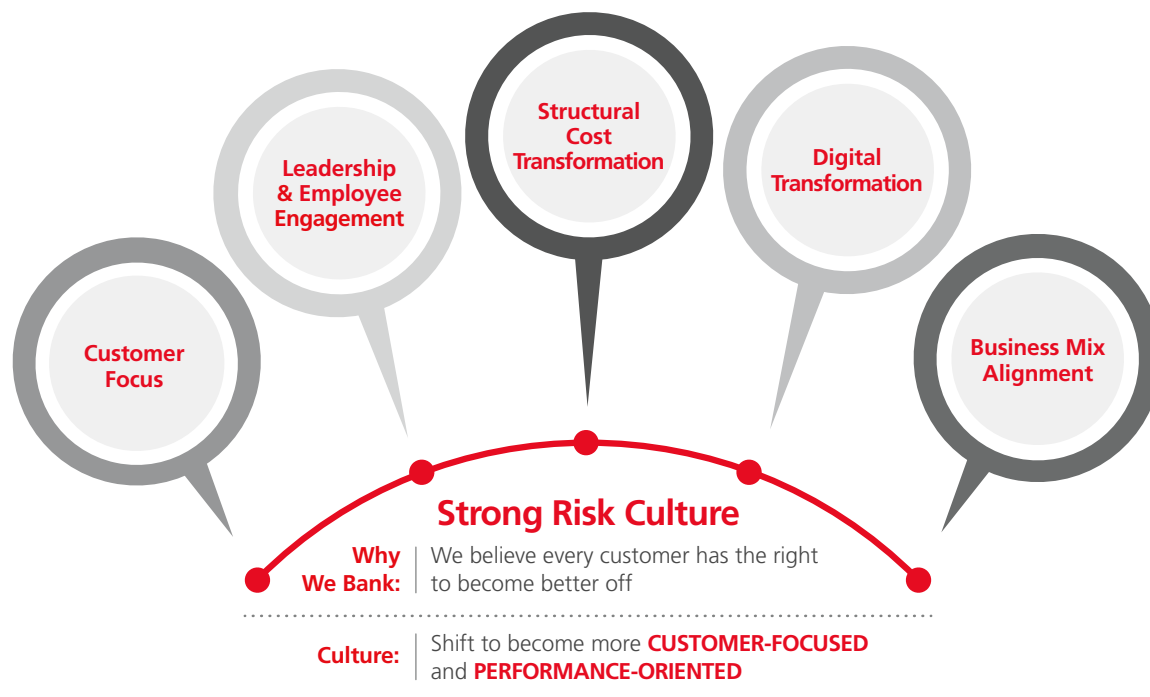 Customer
Focus
Leadership
& Employee
Engagement
Structural
Cost
Transformation
Digital
Transformation
Business Mix
Alignment
Strong Risk Culture
Why
We Bank:
We believe every customer has the right
to become better off
Culture:
Shift to become more CUSTOMER-FOCUSED
and PERFORMANCE-ORIENTED